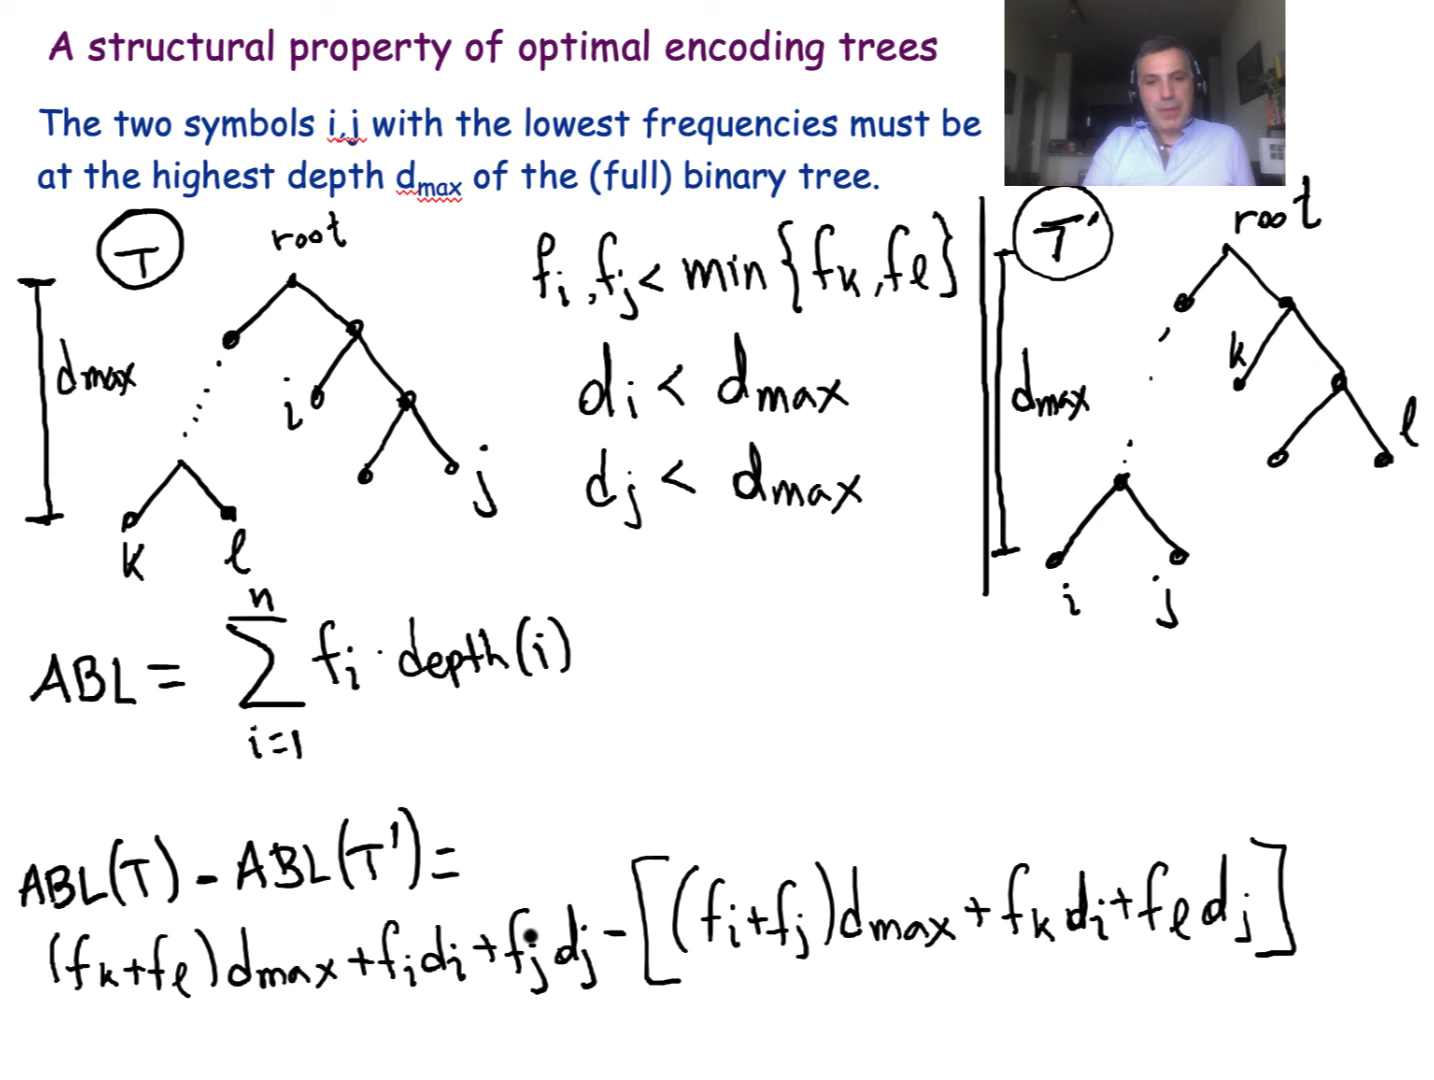 A structural property of optimal encoding trees
The two symbols i,j with the lowest frequencies must be
at the highest depth dmax of the (full) binary tree.
T
root
dmax
i
j
k
l
fi, fj < min{fk, fl}
di < dmax
dj < dmax
T'
root
dmax
k
l
i
j
ABL = n Σ i=1 fi · depth(i)
ABL(T) - ABL(T') =
(fk+fl)dmax+fidi+fjdj-[(fi+fj)dmax+fkdi+fldj]